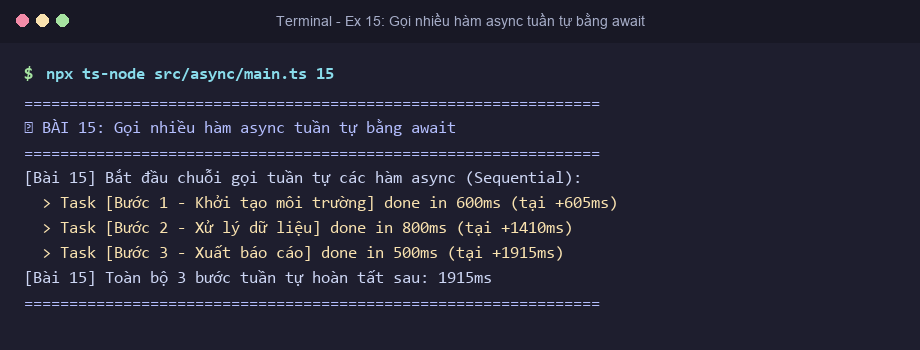 Terminal - Ex 15: Gọi nhiều hàm async tuần tự bằng await
$ npx ts-node src/async/main.ts 15
================================================================
BÀI 15: Gọi nhiều hàm async tuần tự bằng await
================================================================
[Bài 15] Bắt đầu chuỗi gọi tuần tự các hàm async (Sequential):
> Task [Bước 1 - Khởi tạo môi trường] done in 600ms (tại +605ms)
> Task [Bước 2 - Xử lý dữ liệu] done in 800ms (tại +1410ms)
> Task [Bước 3 - Xuất báo cáo] done in 500ms (tại +1915ms)
[Bài 15] Toàn bộ 3 bước tuần tự hoàn tất sau: 1915ms
================================================================